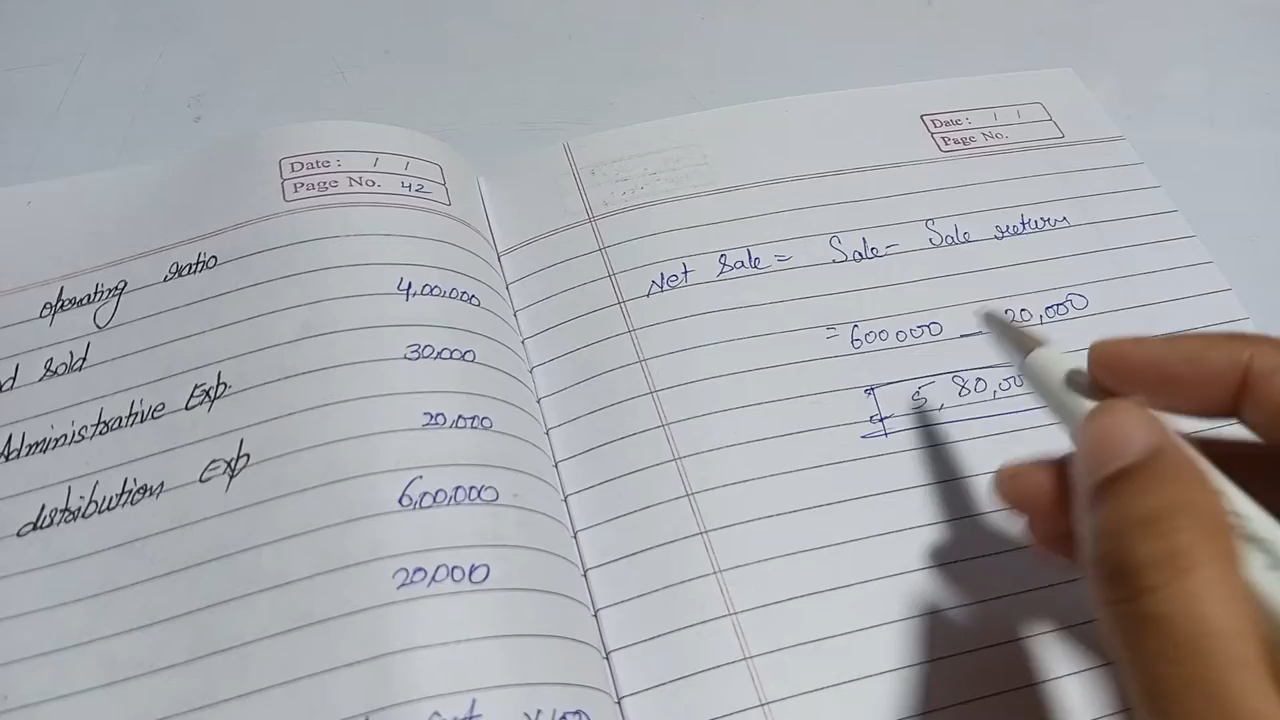 Date: / /
Page No. 42
operating ratio
4,00,000
d sold
30,000
Administrative Exp.
20,000
distribution Exp
6,00,000
20,000
x100
Date: / /
Page No.
Net Sale = Sale - Sale return
= 600000 - 20,000
5,80,00